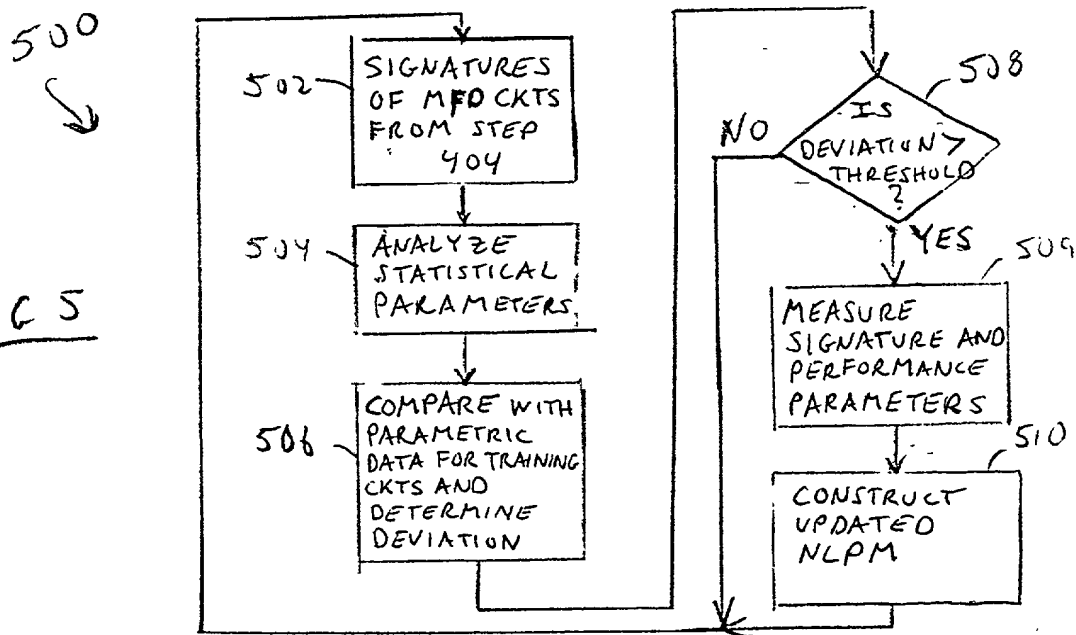 500
502
SIGNATURES
OF MFD CKTS
FROM STEP
404
504
ANALYZE
STATISTICAL
PARAMETERS
G 5
506
COMPARE WITH
PARAMETRIC
DATA FOR TRAINING
CKTS AND
DETERMINE
DEVIATION
508
IS
DEVIATION >
THRESHOLD
?
NO
YES
509
MEASURE
SIGNATURE AND
PERFORMANCE
PARAMETERS
510
CONSTRUCT
UPDATED
NLPM